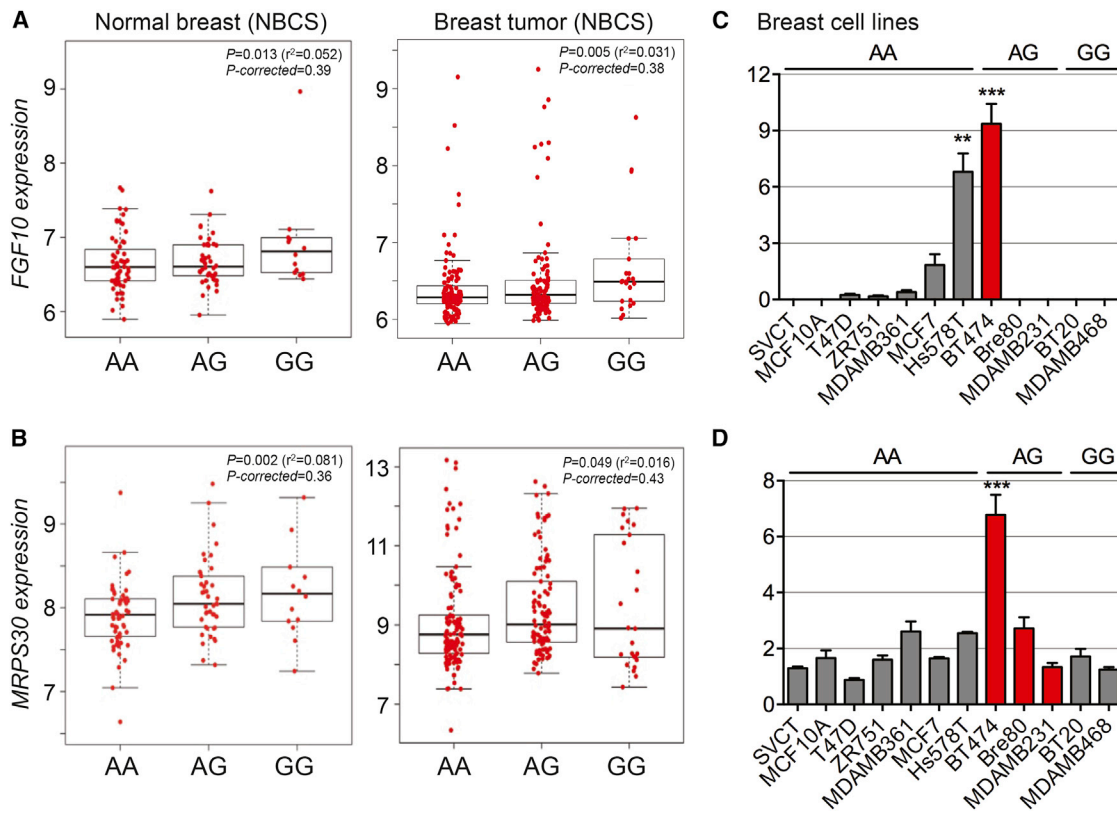 A
Normal breast (NBCS)
P=0.013 (r²=0.052)
P-corrected=0.39
FGF10 expression
9
8
7
6
AA AG GG
Breast tumor (NBCS)
P=0.005 (r²=0.031)
P-corrected=0.38
9
8
7
6
AA AG GG
B
P=0.002 (r²=0.081)
P-corrected=0.36
MRPS30 expression
9
8
7
AA AG GG
P=0.049 (r²=0.016)
P-corrected=0.43
13
11
9
7
AA AG GG
C Breast cell lines
AA AG GG
12
9
6
3
0
** ***
SVCT MCF10A T47D ZR751 MDAMB361 MCF7 Hs578T BT474 Bre80 MDAMB231 BT20 MDAMB468
D
AA AG GG
8
6
4
2
0
***
SVCT MCF10A T47D ZR751 MDAMB361 MCF7 Hs578T BT474 Bre80 MDAMB231 BT20 MDAMB468